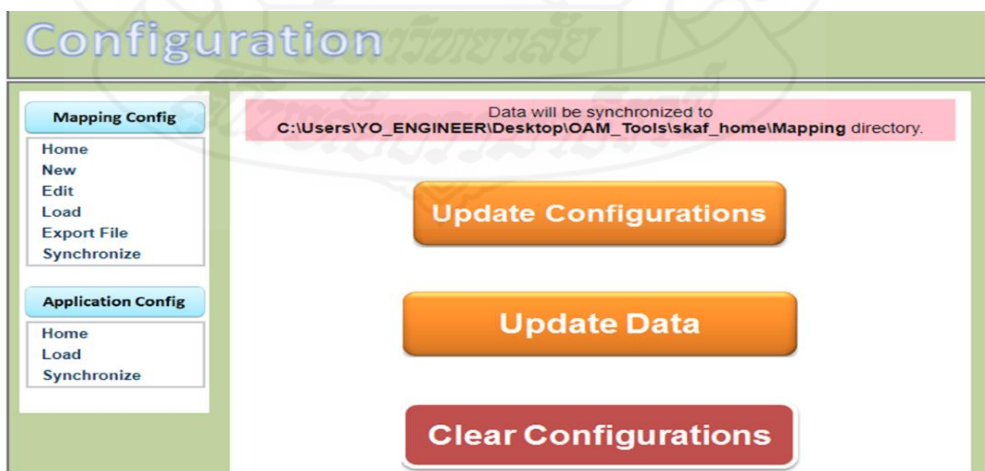 Configuration
Mapping Config
Home
New
Edit
Load
Export File
Synchronize
Application Config
Home
Load
Synchronize
Data will be synchronized to
C:\Users\YO_ENGINEER\Desktop\OAM_Tools\skaf_home\Mapping directory.
Update Configurations
Update Data
Clear Configurations